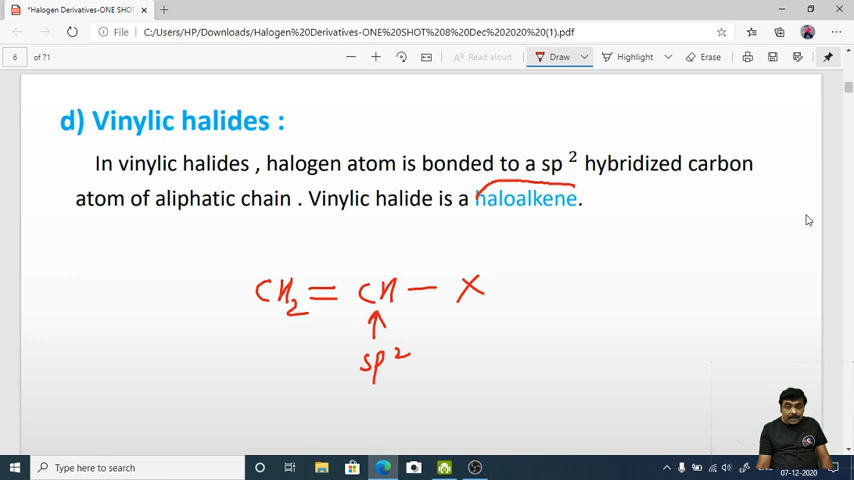 *Halogen Derivatives-ONE SHOT
File C:/Users/HP/Downloads/Halogen%20Derivatives-ONE%20SHOT%208%20Dec%202020%20(1).pdf
6 of 71 Read aloud Draw Highlight Erase
d) Vinylic halides :
In vinylic halides , halogen atom is bonded to a sp ² hybridized carbon
atom of aliphatic chain . Vinylic halide is a haloalkene.
CH₂ = CH — X
sp²
Type here to search
07-12-2020